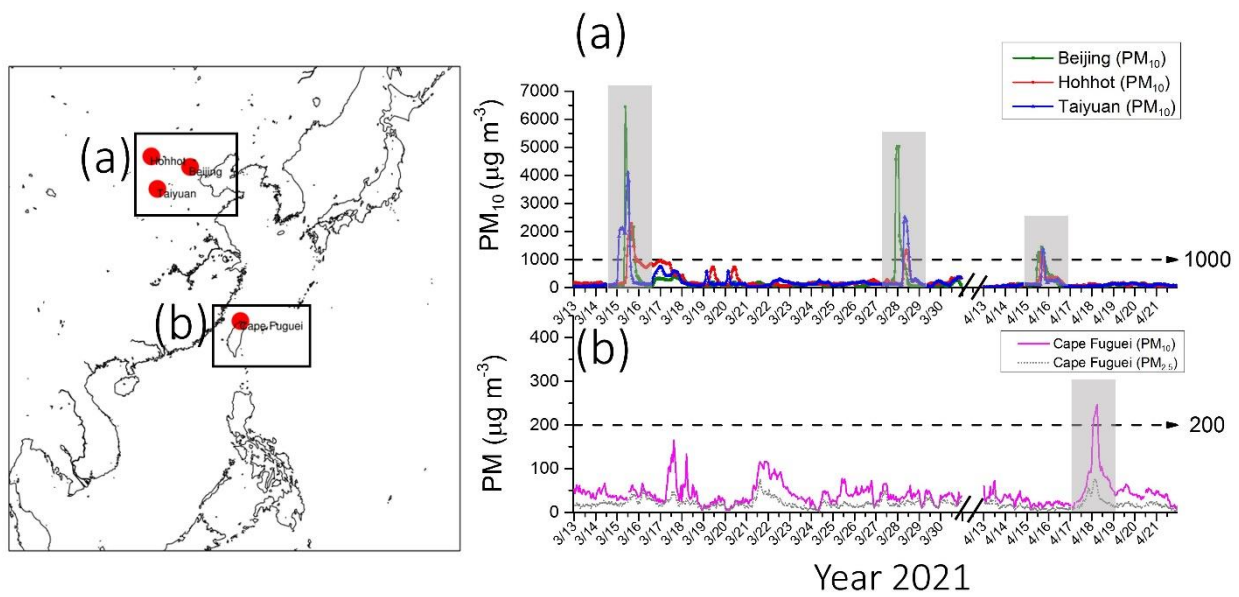 (a)
Hohhot
Beijing
Taiyuan
(b)
Cape Fuguei
(a)
Beijing (PM₁₀)
Hohhot (PM₁₀)
Taiyuan (PM₁₀)
PM₁₀ (μg m⁻³)
7000
6000
5000
4000
3000
2000
1000
0
1000
3/13 3/14 3/15 3/16 3/17 3/18 3/19 3/20 3/21 3/22 3/23 3/24 3/25 3/26 3/27 3/28 3/29 3/30 4/13 4/14 4/15 4/16 4/17 4/18 4/19 4/20 4/21
(b)
Cape Fuguei (PM₁₀)
Cape Fuguei (PM₂.₅)
PM (μg m⁻³)
400
300
200
100
0
200
3/13 3/14 3/15 3/16 3/17 3/18 3/19 3/20 3/21 3/22 3/23 3/24 3/25 3/26 3/27 3/28 3/29 3/30 4/13 4/14 4/15 4/16 4/17 4/18 4/19 4/20 4/21
Year 2021